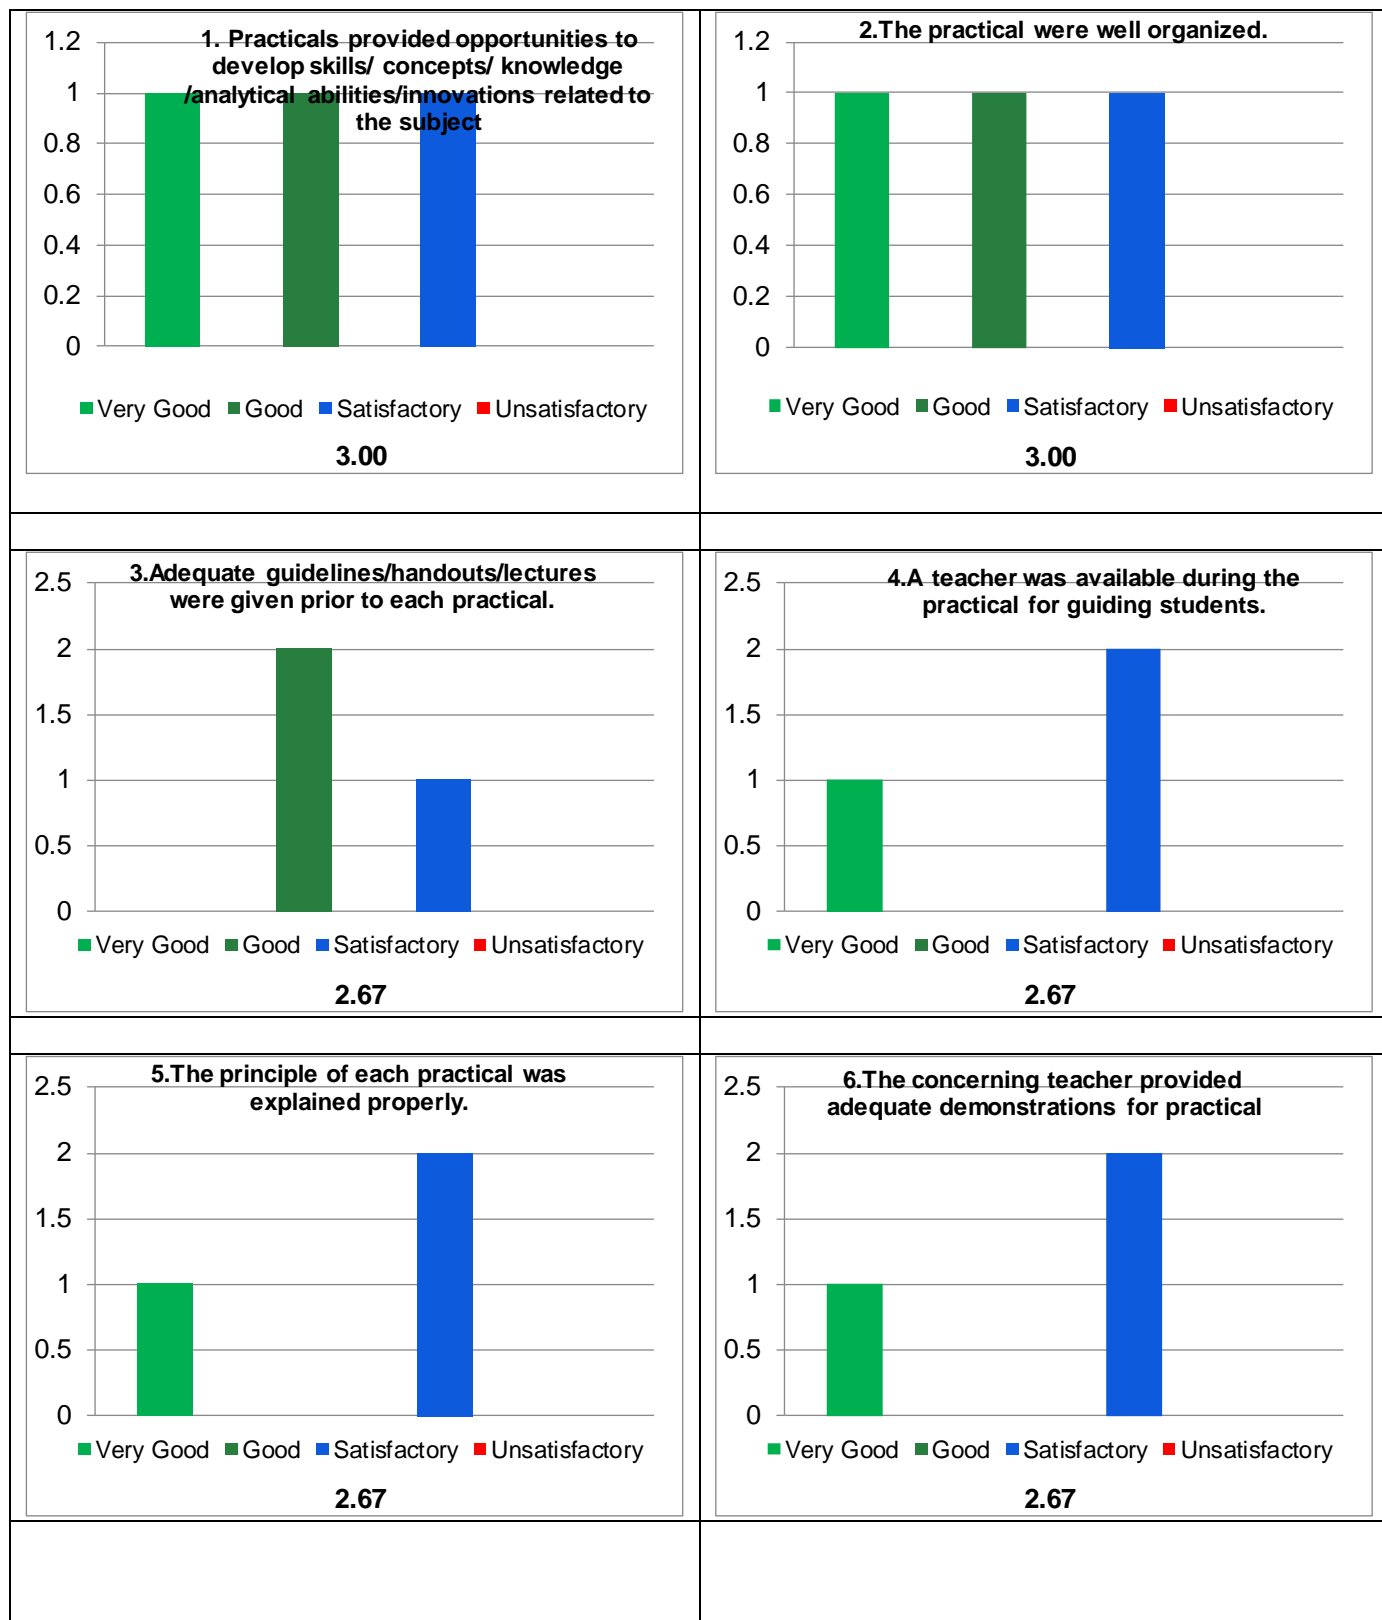 1. Practicals provided opportunities to
develop skills/ concepts/ knowledge
/analytical abilities/innovations related to
the subject
1.2
1
0.8
0.6
0.4
0.2
0
Very Good Good Satisfactory Unsatisfactory
3.00
2.The practical were well organized.
1.2
1
0.8
0.6
0.4
0.2
0
Very Good Good Satisfactory Unsatisfactory
3.00
3.Adequate guidelines/handouts/lectures
were given prior to each practical.
2.5
2
1.5
1
0.5
0
Very Good Good Satisfactory Unsatisfactory
2.67
4.A teacher was available during the
practical for guiding students.
2.5
2
1.5
1
0.5
0
Very Good Good Satisfactory Unsatisfactory
2.67
5.The principle of each practical was
explained properly.
2.5
2
1.5
1
0.5
0
Very Good Good Satisfactory Unsatisfactory
2.67
6.The concerning teacher provided
adequate demonstrations for practical
2.5
2
1.5
1
0.5
0
Very Good Good Satisfactory Unsatisfactory
2.67